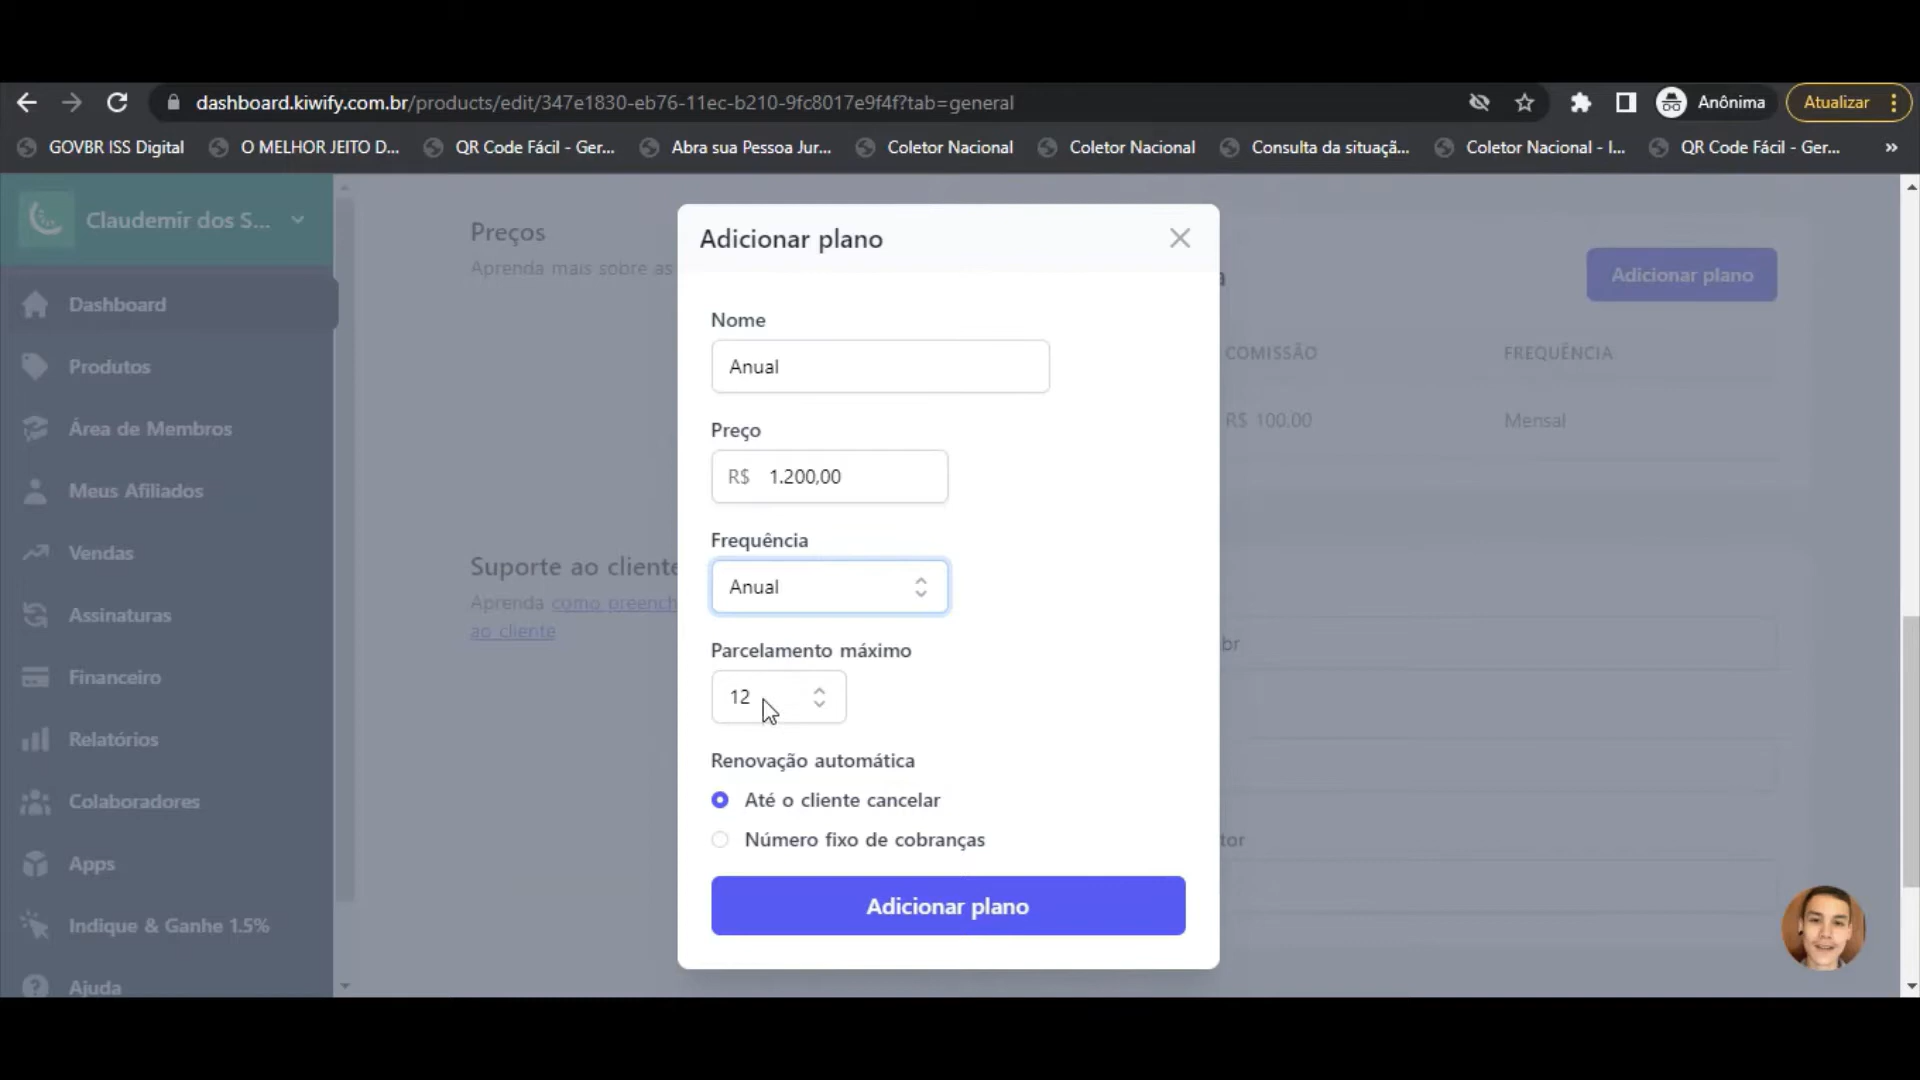 dashboard.kiwify.com.br/products/edit/347e1830-eb76-11ec-b210-9fc8017e9f4f?tab=general
Anônima
Atualizar
GOVBR ISS Digital
O MELHOR JEITO D...
QR Code Fácil - Ger...
Abra sua Pessoa Jur...
Coletor Nacional
Coletor Nacional
Consulta da situaçã...
Coletor Nacional - I...
QR Code Fácil - Ger...
»
Claudemir dos S...
Dashboard
Produtos
Área de Membros
Meus Afiliados
Vendas
Assinaturas
Financeiro
Relatórios
Colaboradores
Apps
Indique & Ganhe 1.5%
Ajuda
Preços
Aprenda mais sobre as
Suporte ao cliente
Aprenda como preench
ao cliente
Adicionar plano
Nome
Anual
Preço
R$ 1.200,00
Frequência
Anual
Parcelamento máximo
12
Renovação automática
Até o cliente cancelar
Número fixo de cobranças
Adicionar plano
Adicionar plano
COMISSÃO
FREQUÊNCIA
R$ 100,00
Mensal
br
tor